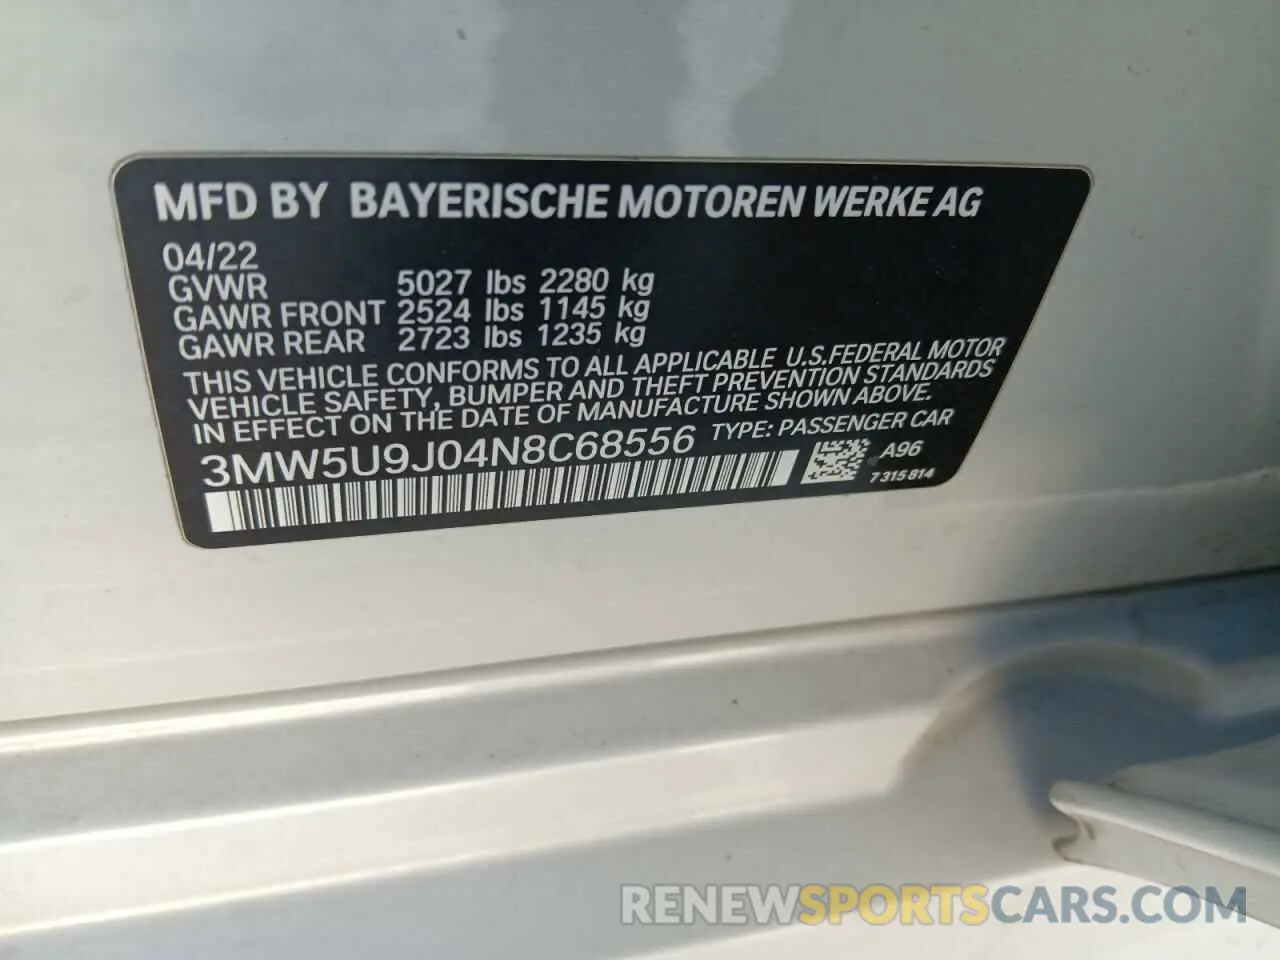 MFD BY BAYERISCHE MOTOREN WERKE AG
04/22
GVWR 5027 lbs 2280 kg
GAWR FRONT 2524 lbs 1145 kg
GAWR REAR 2723 lbs 1235 kg
THIS VEHICLE CONFORMS TO ALL APPLICABLE U.S.FEDERAL MOTOR
VEHICLE SAFETY, BUMPER AND THEFT PREVENTION STANDARDS
IN EFFECT ON THE DATE OF MANUFACTURE SHOWN ABOVE.
3MW5U9J04N8C68556 TYPE: PASSENGER CAR
A96
7315814
RENEWSPORTSCARS.COM